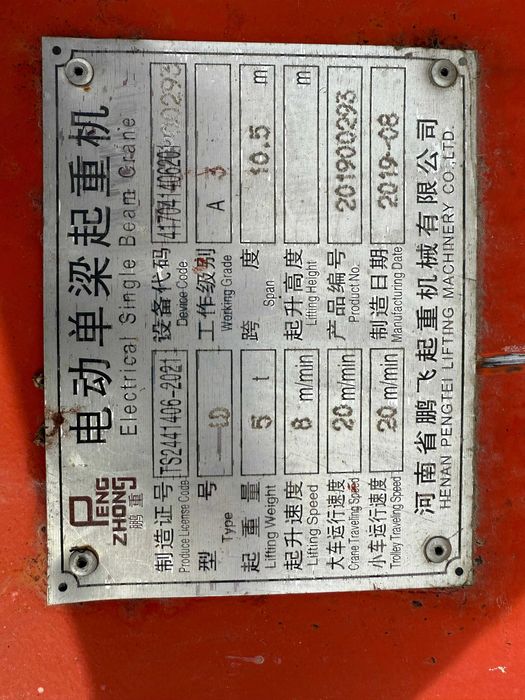 PENG
ZHONG
鹏重
电动单梁起重机
Electrical Single Beam Crane
制造证号 TS2441406-2021 设备代码
Produce License Code Device Code
型 号 LD 工作级别 A 3
Type Working Grade
起 重 量 5 t 跨 度 10.5 m
Lifting Weight Span
起升速度 8 m/min 起升高度 m
Lifting Speed Lifting Height
大车运行速度 20 m/min 产品编号 201900293
Crane Traveling Speed Product No.
小车运行速度 20 m/min 制造日期 2019-08
Trolley Traveling Speed Manufacturing Date
河南省鹏飞起重机械有限公司
HENAN PENGTEI LIFTING MACHINERY CO.,LTD.